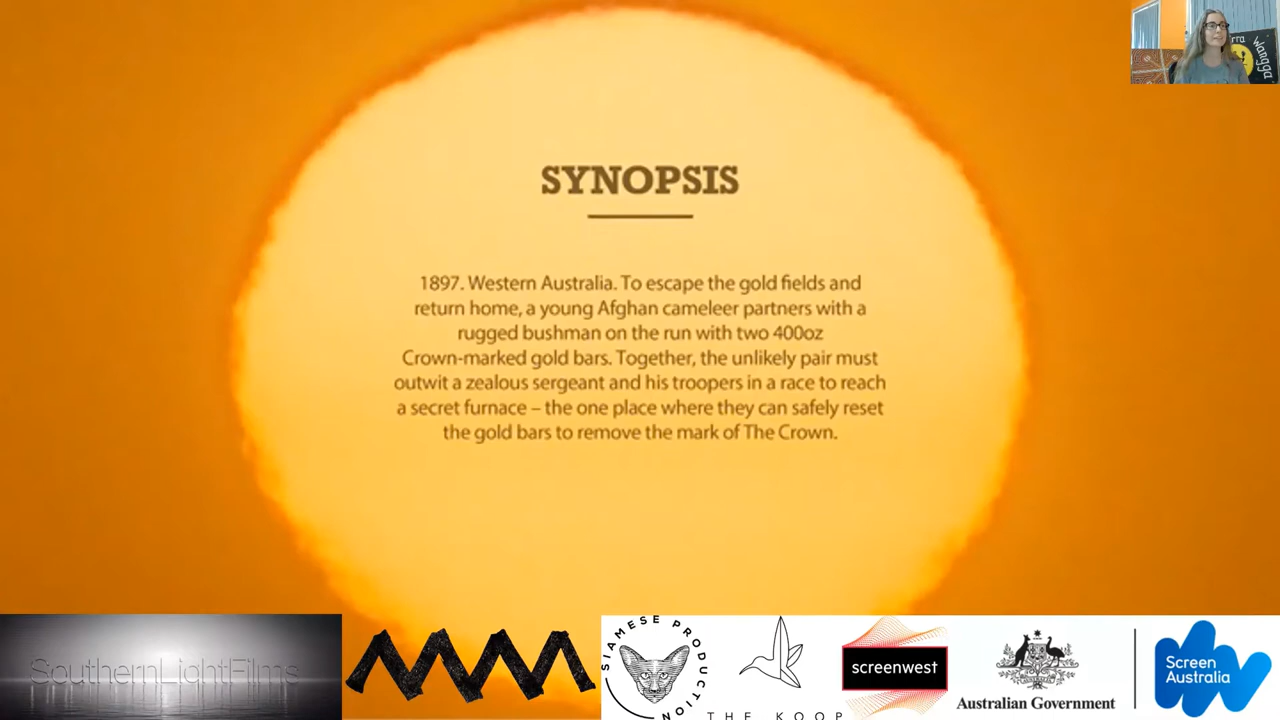 SYNOPSIS
1897. Western Australia. To escape the gold fields and
return home, a young Afghan cameleer partners with a
rugged bushman on the run with two 400oz
Crown-marked gold bars. Together, the unlikely pair must
outwit a zealous sergeant and his troopers in a race to reach
a secret furnace – the one place where they can safely reset
the gold bars to remove the mark of The Crown.
SouthernLightFilms
SIAMESE PRODUCTION
THE KOOP
screenwest
Australian Government
Screen
Australia